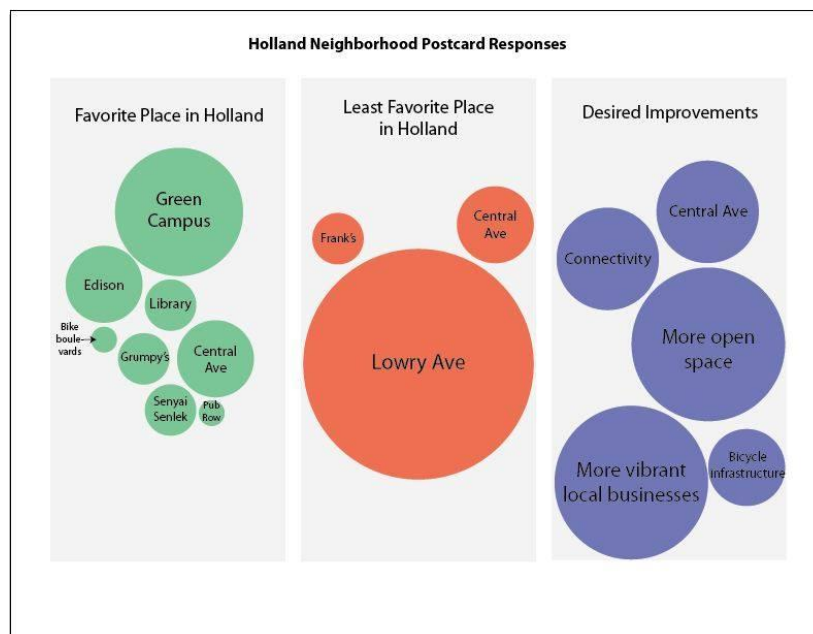 Holland Neighborhood Postcard Responses
Favorite Place in Holland
Green
Campus
Edison
Library
Bike
boule-
vards
Grumpy's
Central
Ave
Senyai
Senlek
Pub
Row
Least Favorite Place
in Holland
Frank's
Central
Ave
Lowry Ave
Desired Improvements
Central Ave
Connectivity
More open
space
More vibrant
local businesses
Bicycle
infrastructure